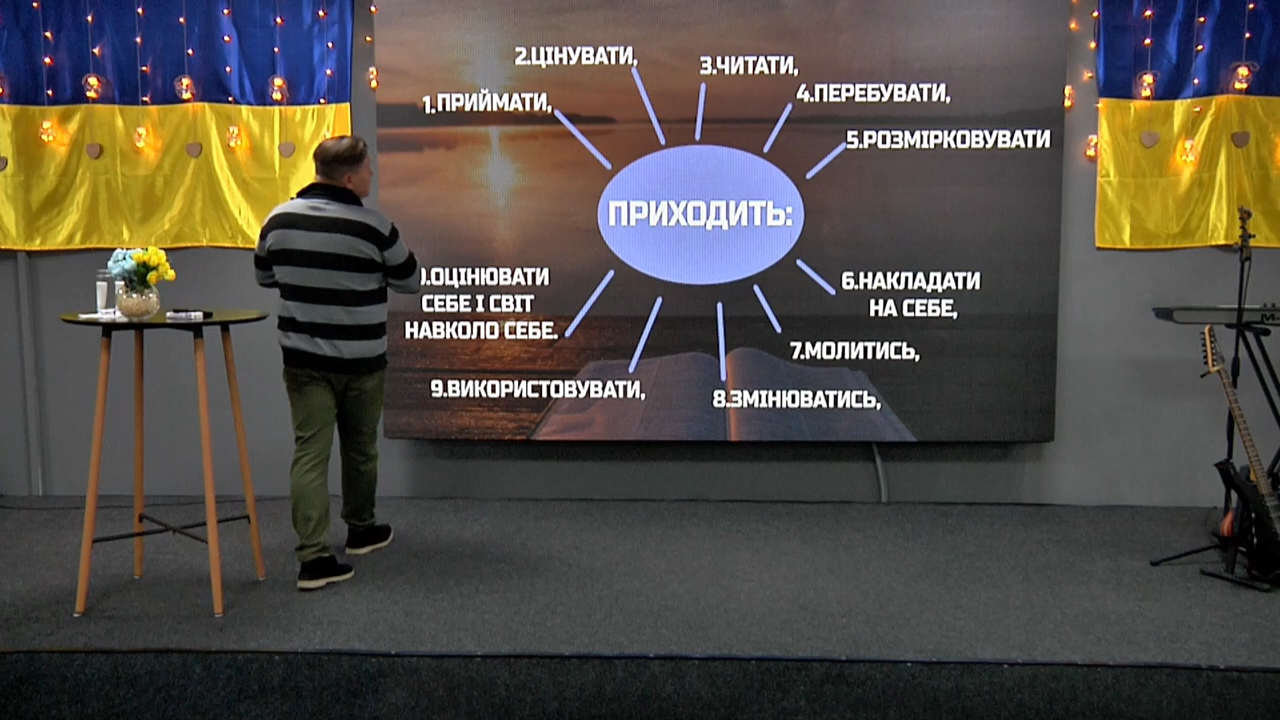 2.ЦІНУВАТИ,
3.ЧИТАТИ,
1.ПРИЙМАТИ,
4.ПЕРЕБУВАТИ,
5.РОЗМІРКОВУВАТИ
ПРИХОДИТЬ:
.ОЦІНЮВАТИ
СЕБЕ І СВІТ
НАВКОЛО СЕБЕ.
6.НАКЛАДАТИ
НА СЕБЕ,
7.МОЛИТИСЬ,
9.ВИКОРИСТОВУВАТИ,
8.ЗМІНЮВАТИСЬ,